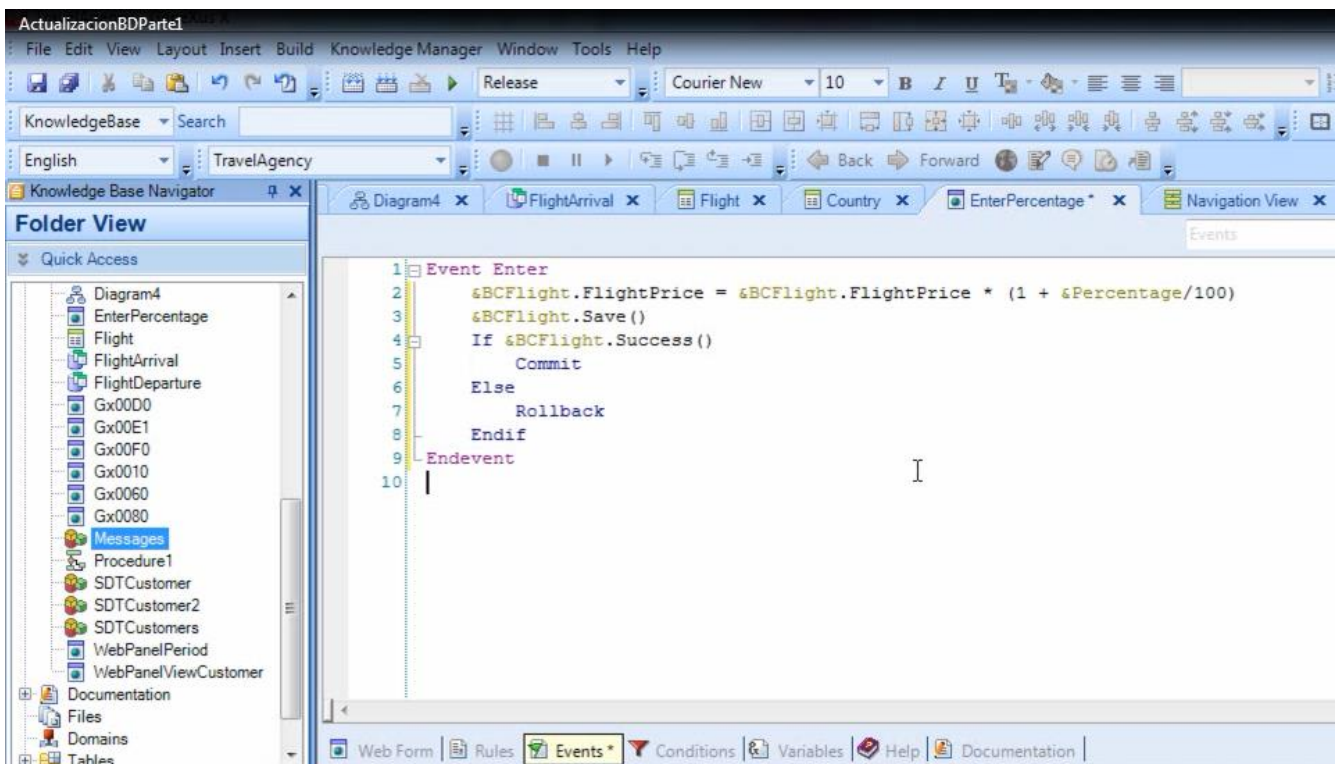 ActualizacionBDParte1
File Edit View Layout Insert Build Knowledge Manager Window Tools Help
Release Courier New 10 B I U
KnowledgeBase Search
English TravelAgency Back Forward
Knowledge Base Navigator
Diagram4 FlightArrival Flight Country EnterPercentage * Navigation View
Folder View
Events
Quick Access
Diagram4
EnterPercentage
Flight
FlightArrival
FlightDeparture
Gx00D0
Gx00E1
Gx00F0
Gx0010
Gx0060
Gx0080
Messages
Procedure1
SDTCustomer
SDTCustomer2
SDTCustomers
WebPanelPeriod
WebPanelViewCustomer
Documentation
Files
Domains
Tables
1 Event Enter
2 &BCFlight.FlightPrice = &BCFlight.FlightPrice * (1 + &Percentage/100)
3 &BCFlight.Save()
4 If &BCFlight.Success()
5 Commit
6 Else
7 Rollback
8 Endif
9 Endevent
10
Web Form Rules Events * Conditions Variables Help Documentation